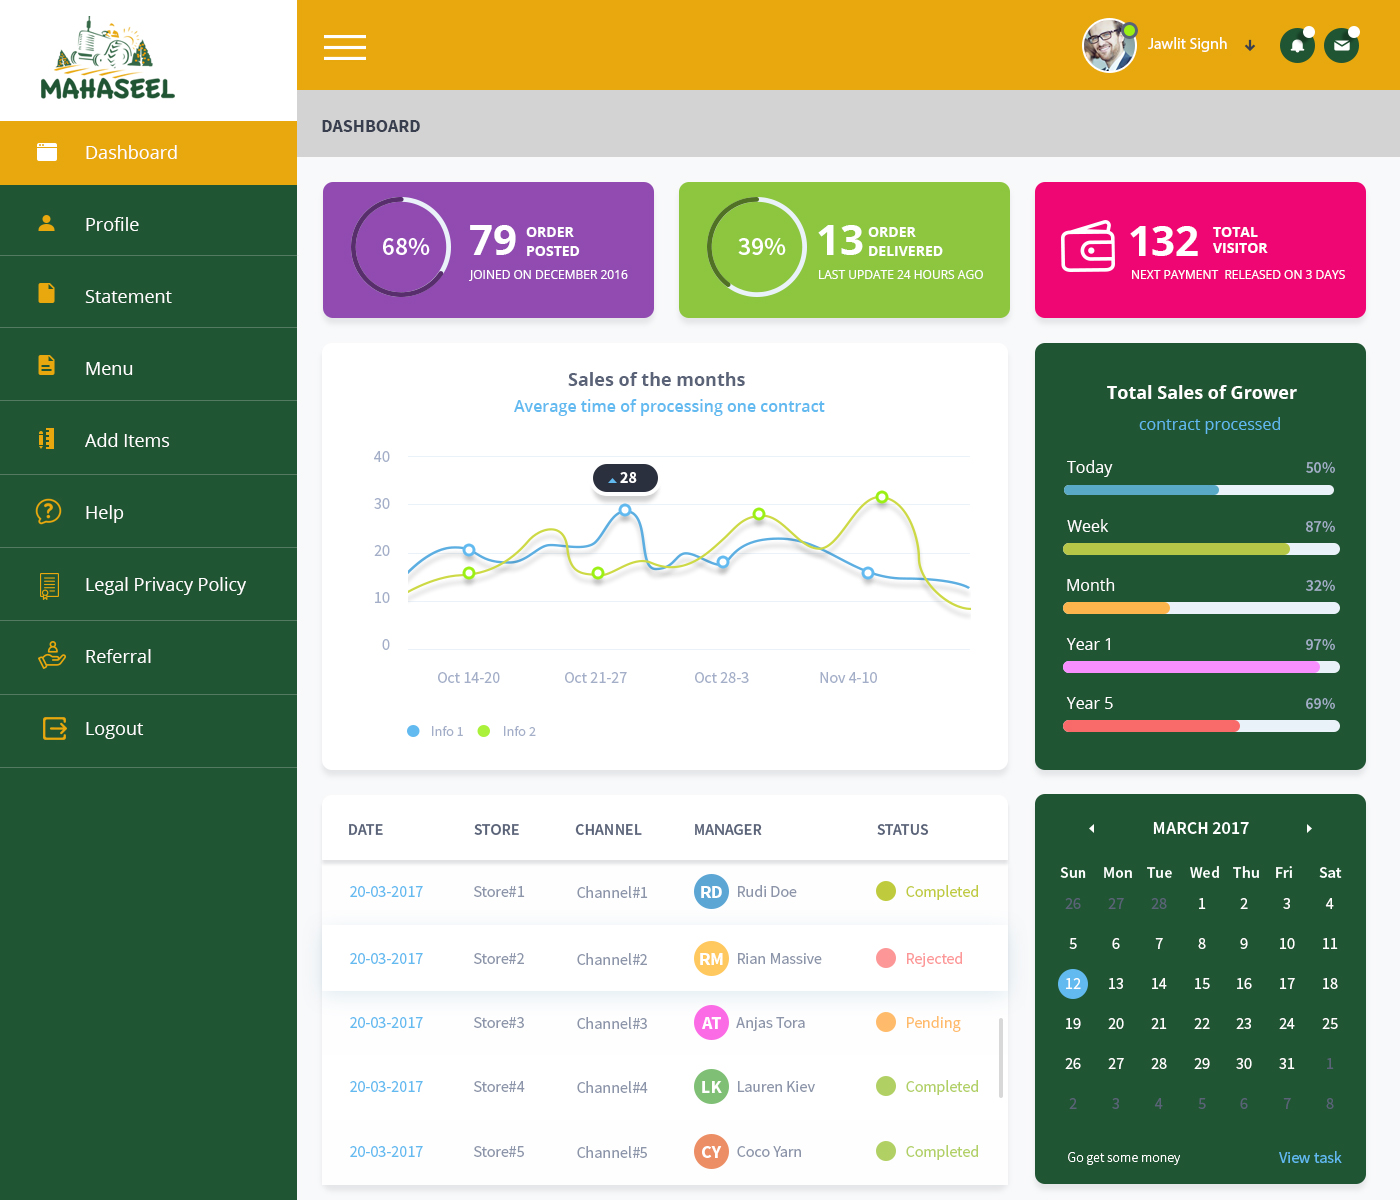 MAHASEEL
Jawlit Signh
DASHBOARD
Dashboard
Profile
Statement
Menu
Add Items
Help
Legal Privacy Policy
Referral
Logout
68%
79 ORDER
POSTED
JOINED ON DECEMBER 2016
39%
13 ORDER
DELIVERED
LAST UPDATE 24 HOURS AGO
132 TOTAL
VISITOR
NEXT PAYMENT RELEASED ON 3 DAYS
Sales of the months
Average time of processing one contract
40
30
20
10
0
28
Oct 14-20 Oct 21-27 Oct 28-3 Nov 4-10
Info 1 Info 2
Total Sales of Grower
contract processed
Today 50%
Week 87%
Month 32%
Year 1 97%
Year 5 69%
DATE STORE CHANNEL MANAGER STATUS
20-03-2017 Store#1 Channel#1 RD Rudi Doe Completed
20-03-2017 Store#2 Channel#2 RM Rian Massive Rejected
20-03-2017 Store#3 Channel#3 AT Anjas Tora Pending
20-03-2017 Store#4 Channel#4 LK Lauren Kiev Completed
20-03-2017 Store#5 Channel#5 CY Coco Yarn Completed
MARCH 2017
Sun Mon Tue Wed Thu Fri Sat
26 27 28 1 2 3 4
5 6 7 8 9 10 11
12 13 14 15 16 17 18
19 20 21 22 23 24 25
26 27 28 29 30 31 1
2 3 4 5 6 7 8
Go get some money View task